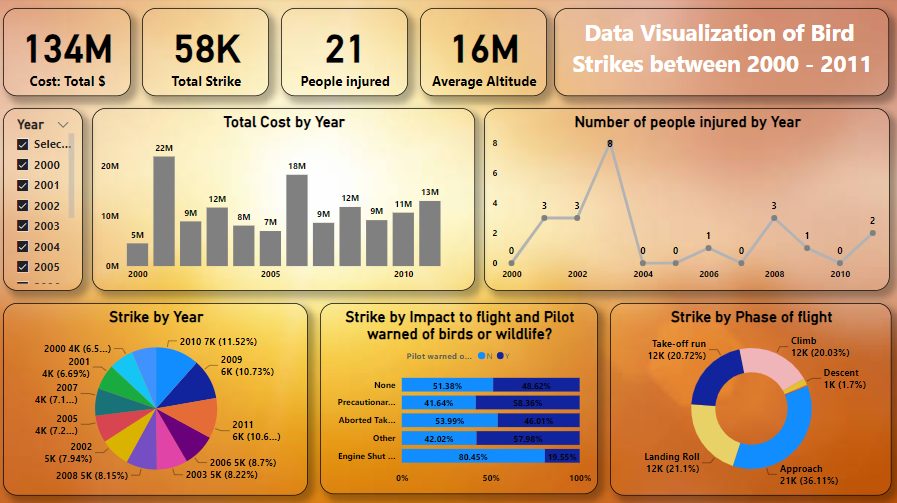 134M
Cost: Total $
58K
Total Strike
21
People injured
16M
Average Altitude
Data Visualization of Bird
Strikes between 2000 - 2011
Year
Selec...
2000
2001
2002
2003
2004
2005
Total Cost by Year
20M
10M
0M
5M
22M
9M
12M
8M
7M
18M
9M
12M
9M
11M
13M
2000
2005
2010
Number of people injured by Year
8
6
4
2
0
0
3
3
8
0
0
1
0
3
1
0
2
2000
2002
2004
2006
2008
2010
Strike by Year
2010 7K (11.52%)
2009
6K (10.73%)
2011
6K (10.6...)
2006 5K (8.7%)
2003 5K (8.22%)
2008 5K (8.15%)
2002
5K (7.94%)
2005
4K (7.2...)
2007
4K (7.1...)
2001
4K (6.69%)
2000 4K (6.5...)
Strike by Impact to flight and Pilot
warned of birds or wildlife?
Pilot warned o... N Y
None 51.38% 48.62%
Precautionar... 41.64% 58.36%
Aborted Tak... 53.99% 46.01%
Other 42.02% 57.98%
Engine Shut ... 80.45% 19.55%
0% 50% 100%
Strike by Phase of flight
Take-off run
12K (20.72%)
Climb
12K (20.03%)
Descent
1K (1.7%)
Landing Roll
12K (21.1%)
Approach
21K (36.11%)